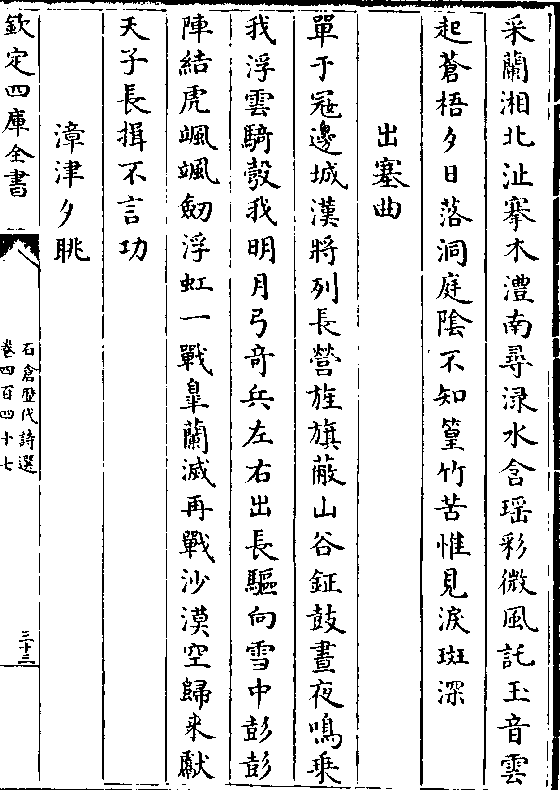 采蘭湘北沚搴木澧南尋渌水含瑶彩微風託玉音雲
起蒼梧夕日落洞庭陰不知篁竹苦惟見淚斑深
出塞曲
單于冦邊城漢將列長營旌旗蔽山谷鉦鼓晝夜鳴乗
我浮雲騎彀我明月弓竒兵左右出長驅向雪中彭彭
陣結虎颯颯劒浮虹一戰臯蘭滅再戰沙漠空歸来獻
天子長揖不言功
漳津夕眺
欽定四庫全書
石倉歴代詩選
卷四百四十七
三十三